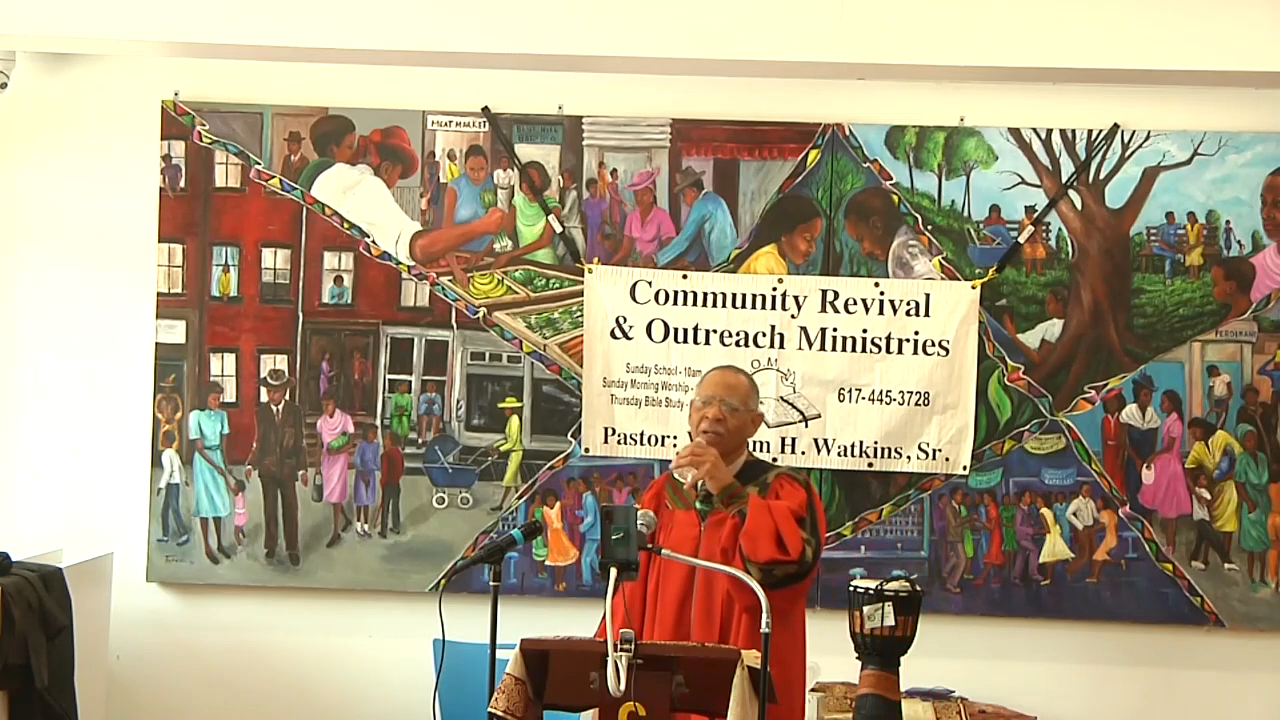 MEAT MARKET
Community Revival
& Outreach Ministries
C.O.M.
Sunday School - 10am
Sunday Morning Worship -
Thursday Bible Study -
617-445-3728
Pastor: am H. Watkins, Sr.